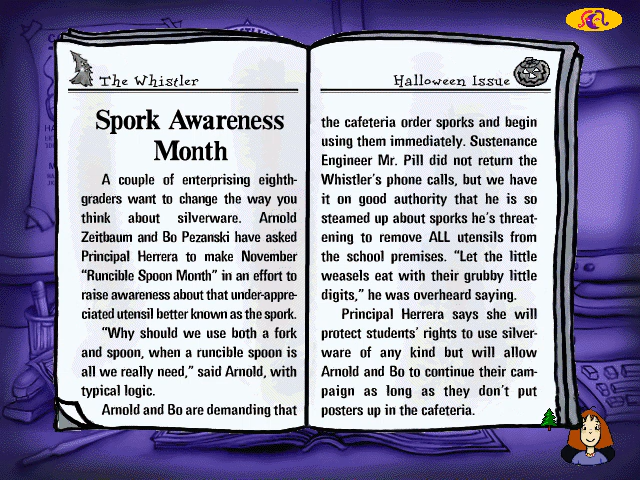 The Whistler
Spork Awareness
Month
A couple of enterprising eighth-
graders want to change the way you
think about silverware. Arnold
Zeitbaum and Bo Pezanski have asked
Principal Herrera to make November
“Runcible Spoon Month” in an effort to
raise awareness about that under-appre-
ciated utensil better known as the spork.
“Why should we use both a fork
and spoon, when a runcible spoon is
all we really need,” said Arnold, with
typical logic.
Arnold and Bo are demanding that
Halloween Issue
the cafeteria order sporks and begin
using them immediately. Sustenance
Engineer Mr. Pill did not return the
Whistler’s phone calls, but we have
it on good authority that he is so
steamed up about sporks he’s threat-
ening to remove ALL utensils from
the school premises. “Let the little
weasels eat with their grubby little
digits,” he was overheard saying.
Principal Herrera says she will
protect students’ rights to use silver-
ware of any kind but will allow
Arnold and Bo to continue their cam-
paign as long as they don’t put
posters up in the cafeteria.